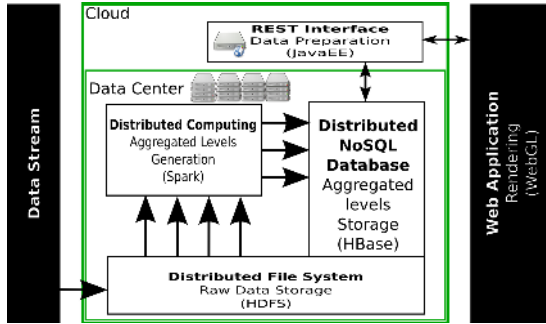 Cloud
REST Interface
Data Preparation
(JavaEE)
Data Center
Distributed Computing
Aggregated Levels
Generation
(Spark)
Distributed
NoSQL
Database
Aggregated
levels
Storage
(HBase)
Distributed File System
Raw Data Storage
(HDFS)
Data Stream
Web Application
Rendering
(WebGL)